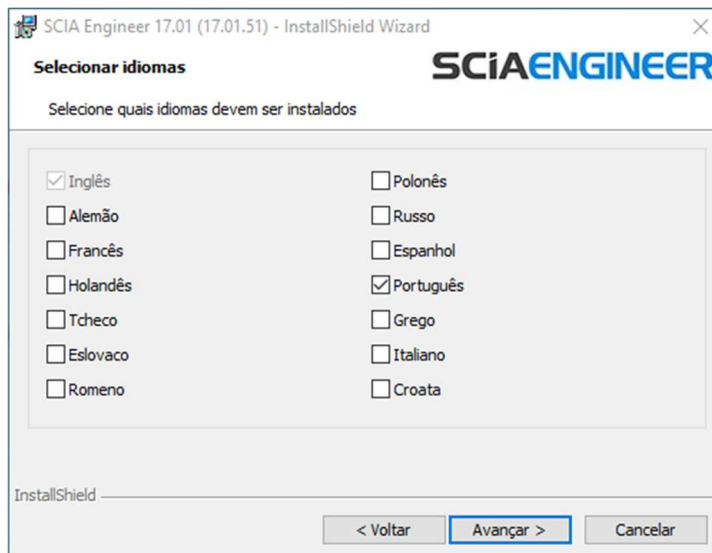 SCIA Engineer 17.01 (17.01.51) - InstallShield Wizard
Selecionar idiomas
SCiAENGINEER
Selecione quais idiomas devem ser instalados
Inglês
Alemão
Francês
Holandês
Tcheco
Eslovaco
Romeno
Polonês
Russo
Espanhol
Português
Grego
Italiano
Croata
InstallShield
< Voltar
Avançar >
Cancelar